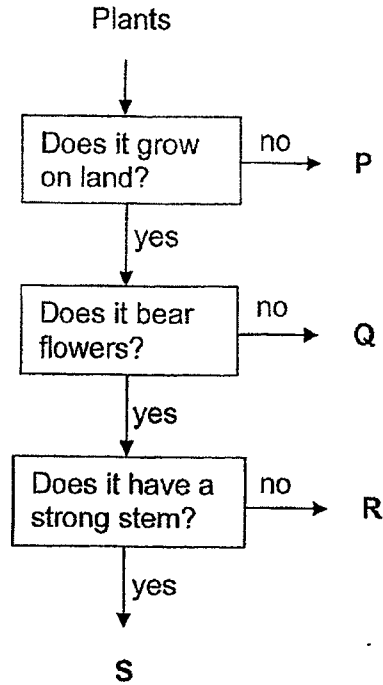 Plants
Does it grow
on land?
no
P
yes
Does it bear
flowers?
no
Q
yes
Does it have a
strong stem?
no
R
yes
S